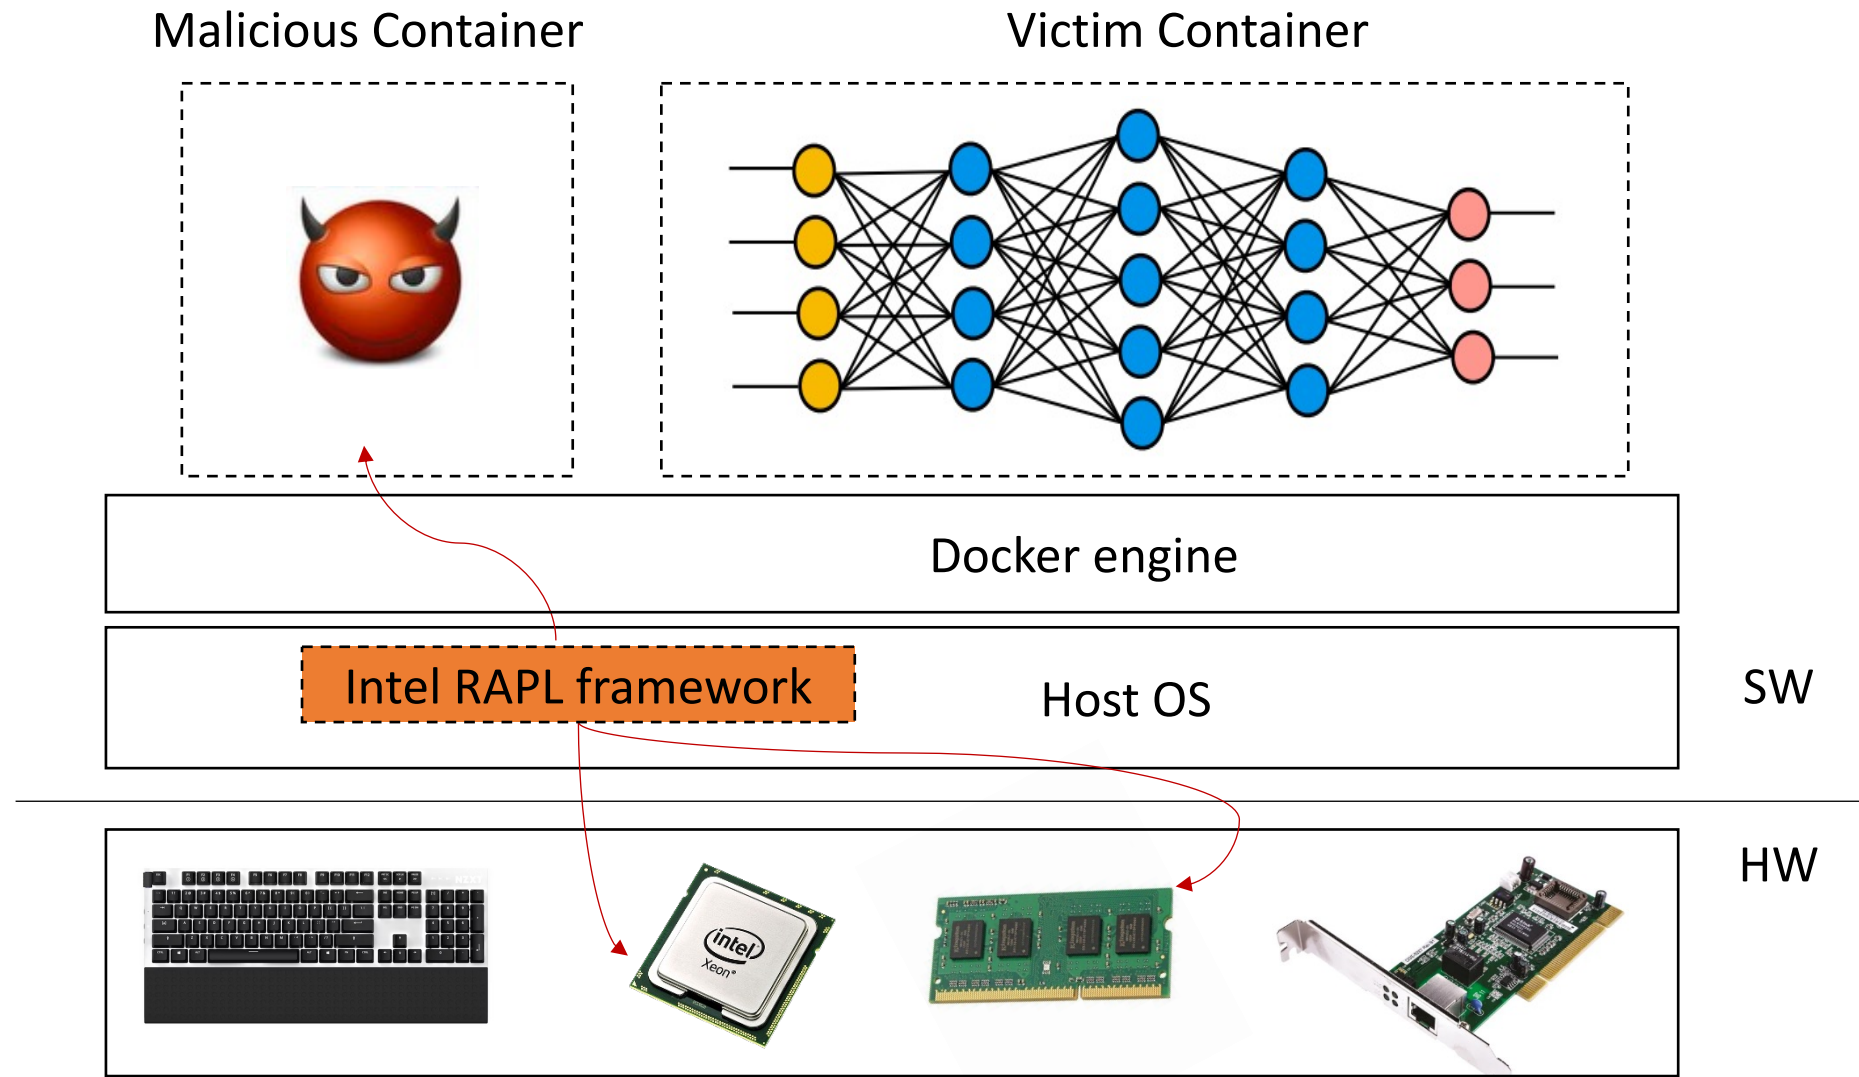 Malicious Container
Victim Container
Docker engine
Intel RAPL framework
Host OS
SW
HW
intel
Xeon®